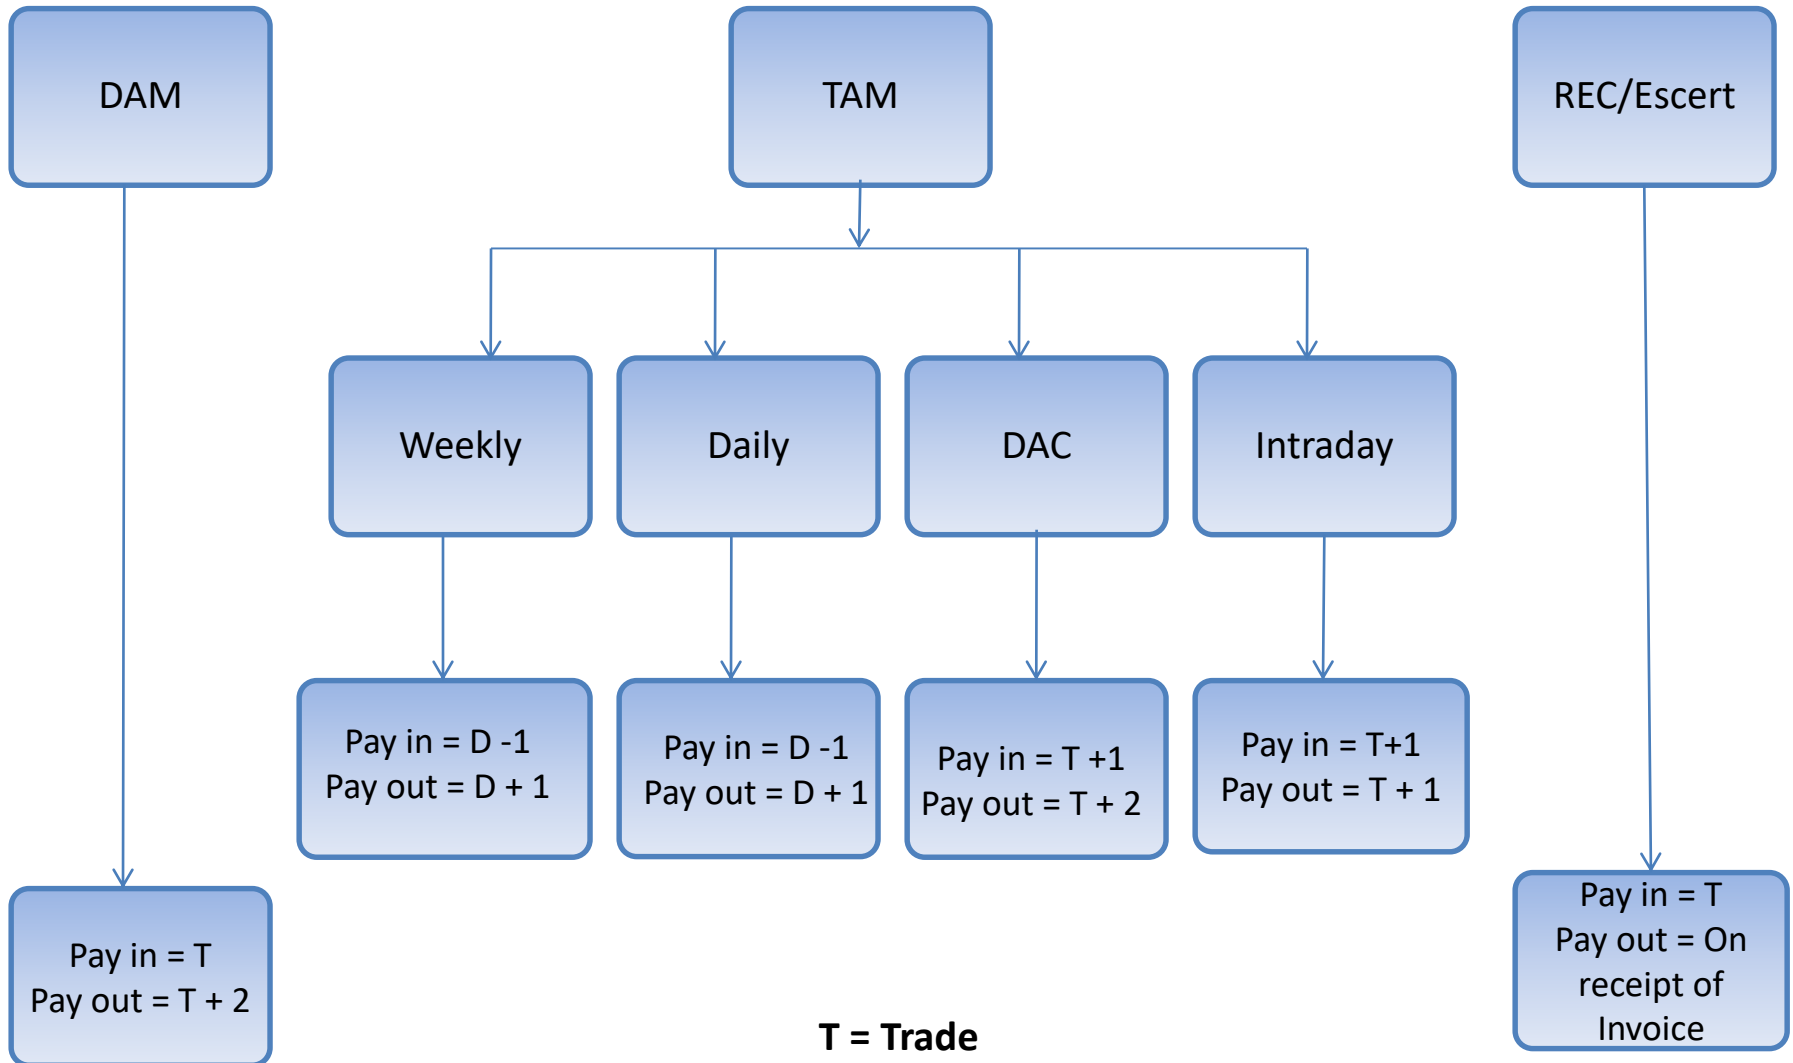 DAM
TAM
REC/Escert
Weekly
Daily
DAC
Intraday
Pay in = D -1
Pay out = D + 1
Pay in = D -1
Pay out = D + 1
Pay in = T +1
Pay out = T + 2
Pay in = T+1
Pay out = T + 1
Pay in = T
Pay out = T + 2
Pay in = T
Pay out = On
receipt of
Invoice
T = Trade